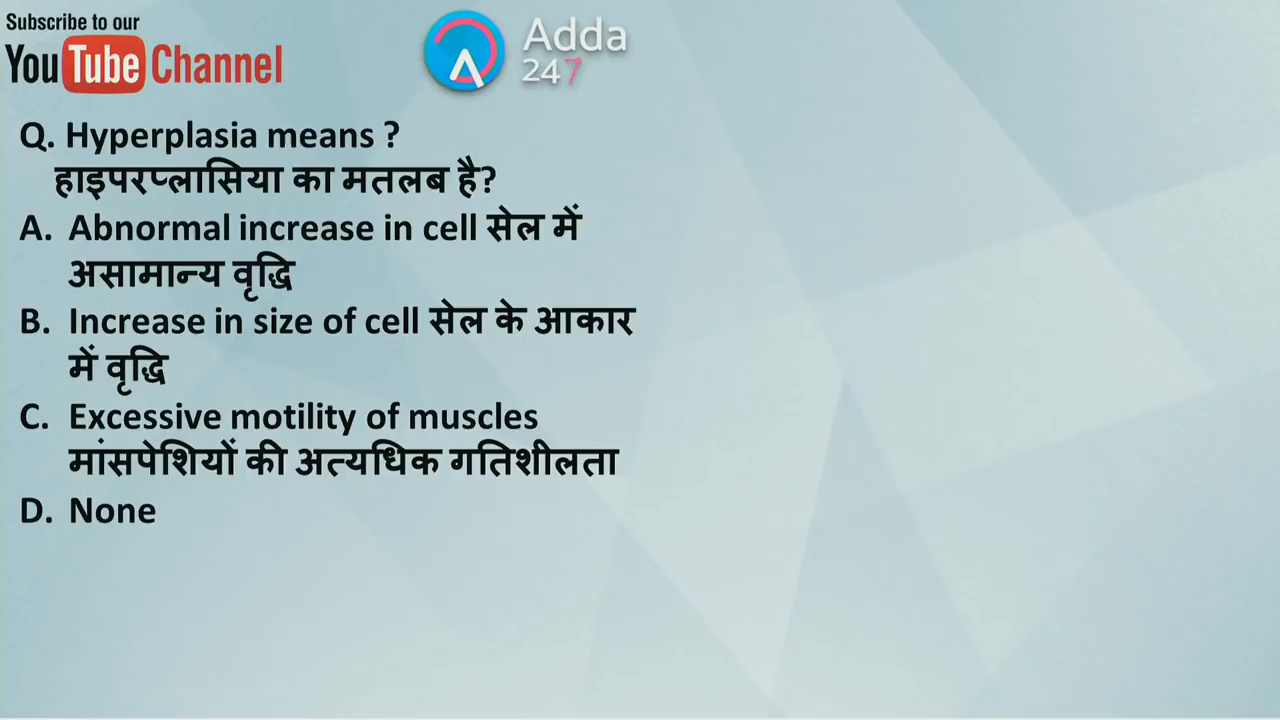 Subscribe to our
YouTube Channel
Adda
247
Q. Hyperplasia means ?
हाइपरप्लासिया का मतलब है?
A. Abnormal increase in cell सेल में
असामान्य वृद्धि
B. Increase in size of cell सेल के आकार
में वृद्धि
C. Excessive motility of muscles
मांसपेशियों की अत्यधिक गतिशीलता
D. None